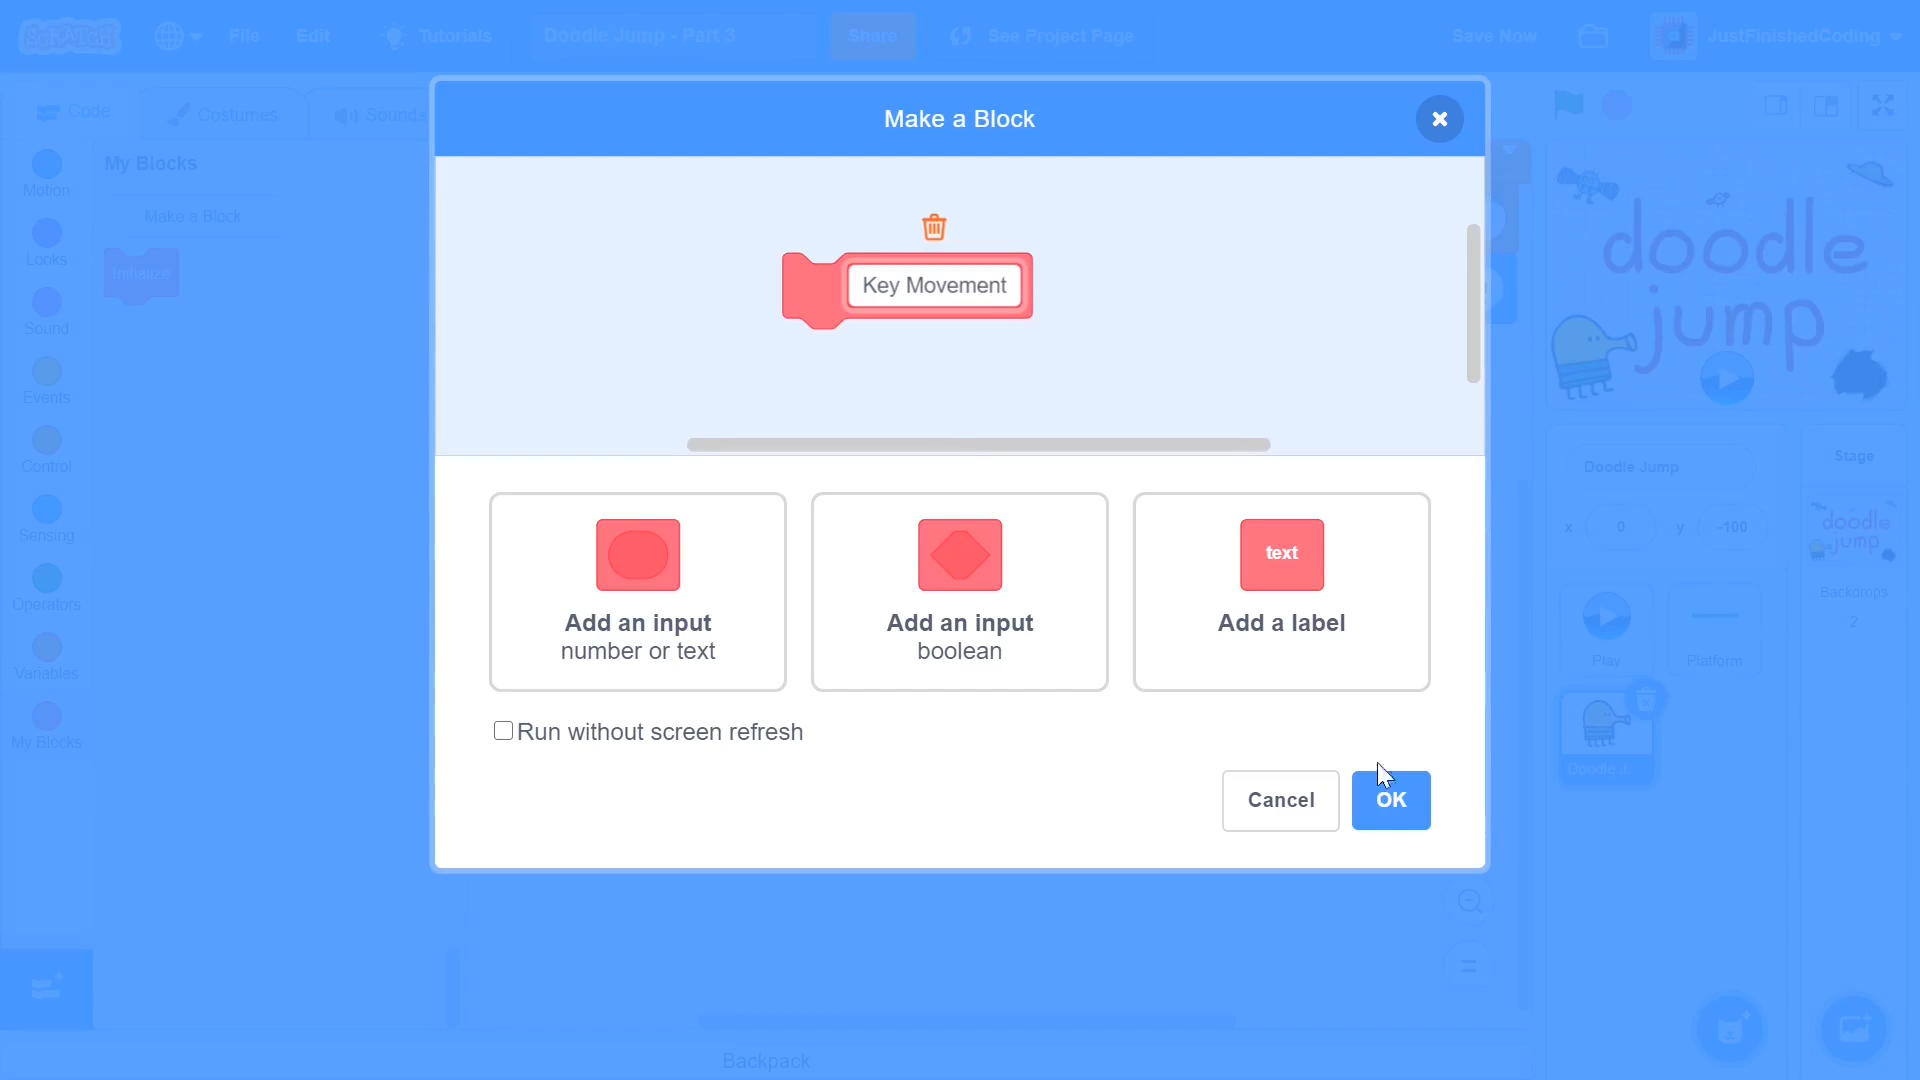 SCRATCH
File
Edit
Tutorials
Doodle Jump - Part 3
Share
See Project Page
Save Now
JustFinishedCoding
Code
Costumes
Sounds
Make a Block
My Blocks
Make a Block
Initialize
Motion
Looks
Sound
Events
Control
Sensing
Operators
Variables
My Blocks
Key Movement
Add an input
number or text
Add an input
boolean
text
Add a label
Run without screen refresh
Cancel
OK
doodle
jump
Doodle Jump
x
0
y
-100
Stage
doodle
jump
Backdrops
2
Play
Platform
Doodle J...
Backpack